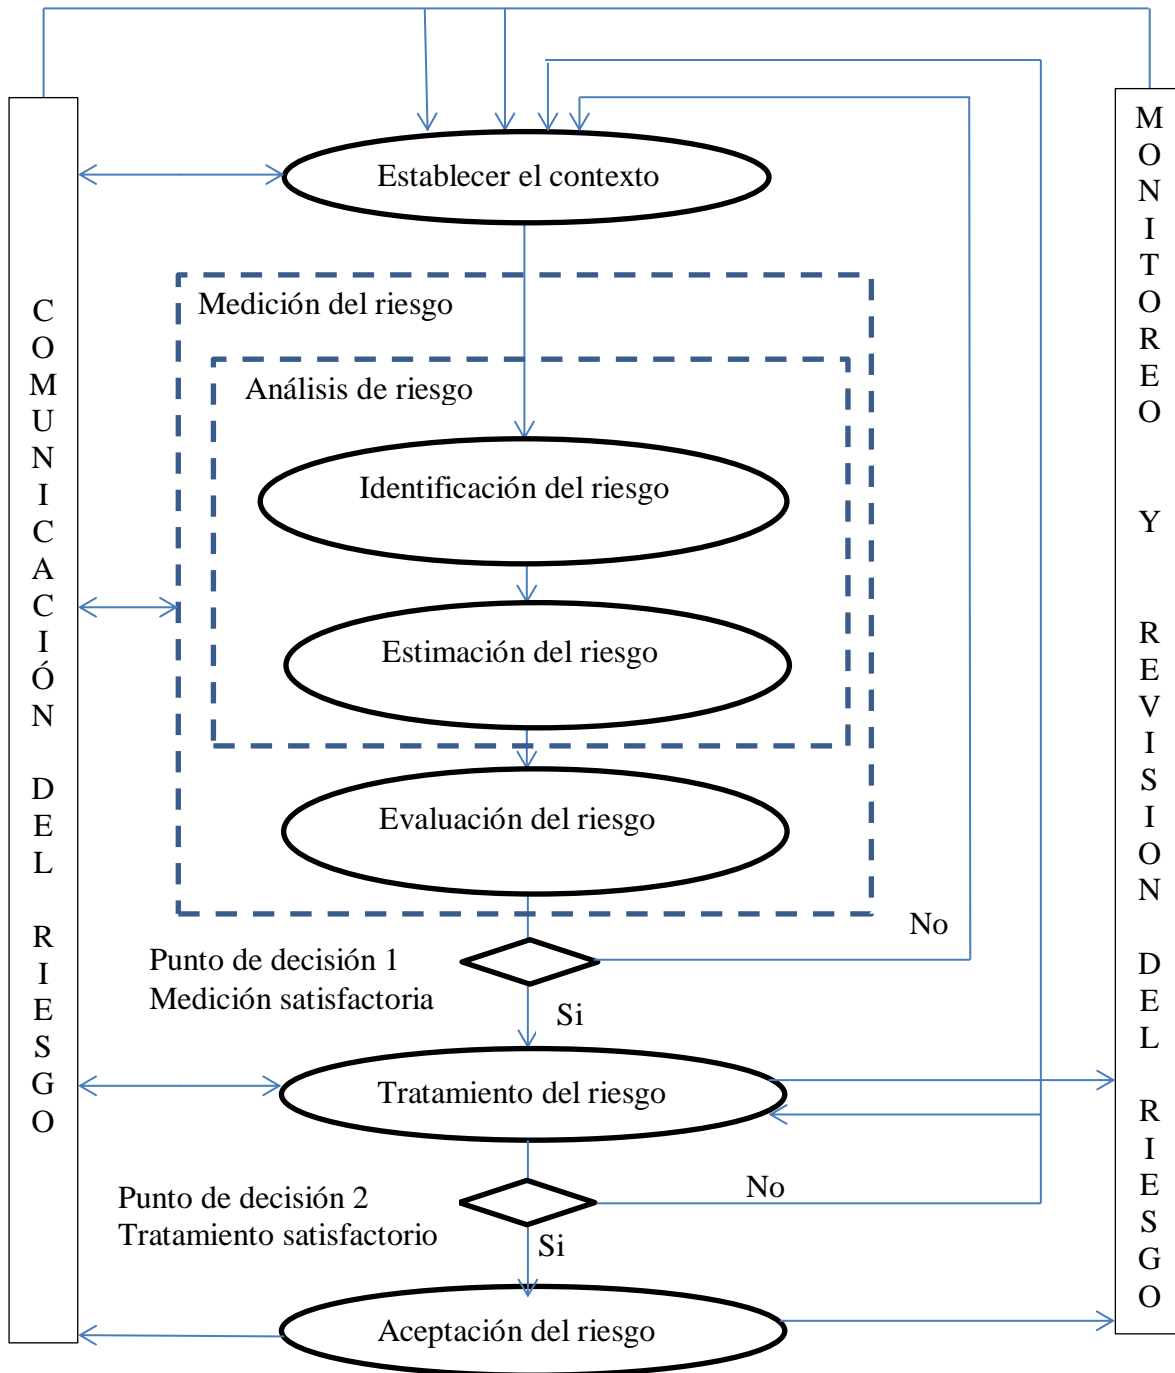 Establecer el contexto
Medición del riesgo
Análisis de riesgo
Identificación del riesgo
Estimación del riesgo
Evaluación del riesgo
No
Punto de decisión 1
Medición satisfactoria
Si
Tratamiento del riesgo
No
Punto de decisión 2
Tratamiento satisfactorio
Si
Aceptación del riesgo
COMUNICACIÓN DEL RIESGO
MONITOREO Y REVISION DEL RIESGO